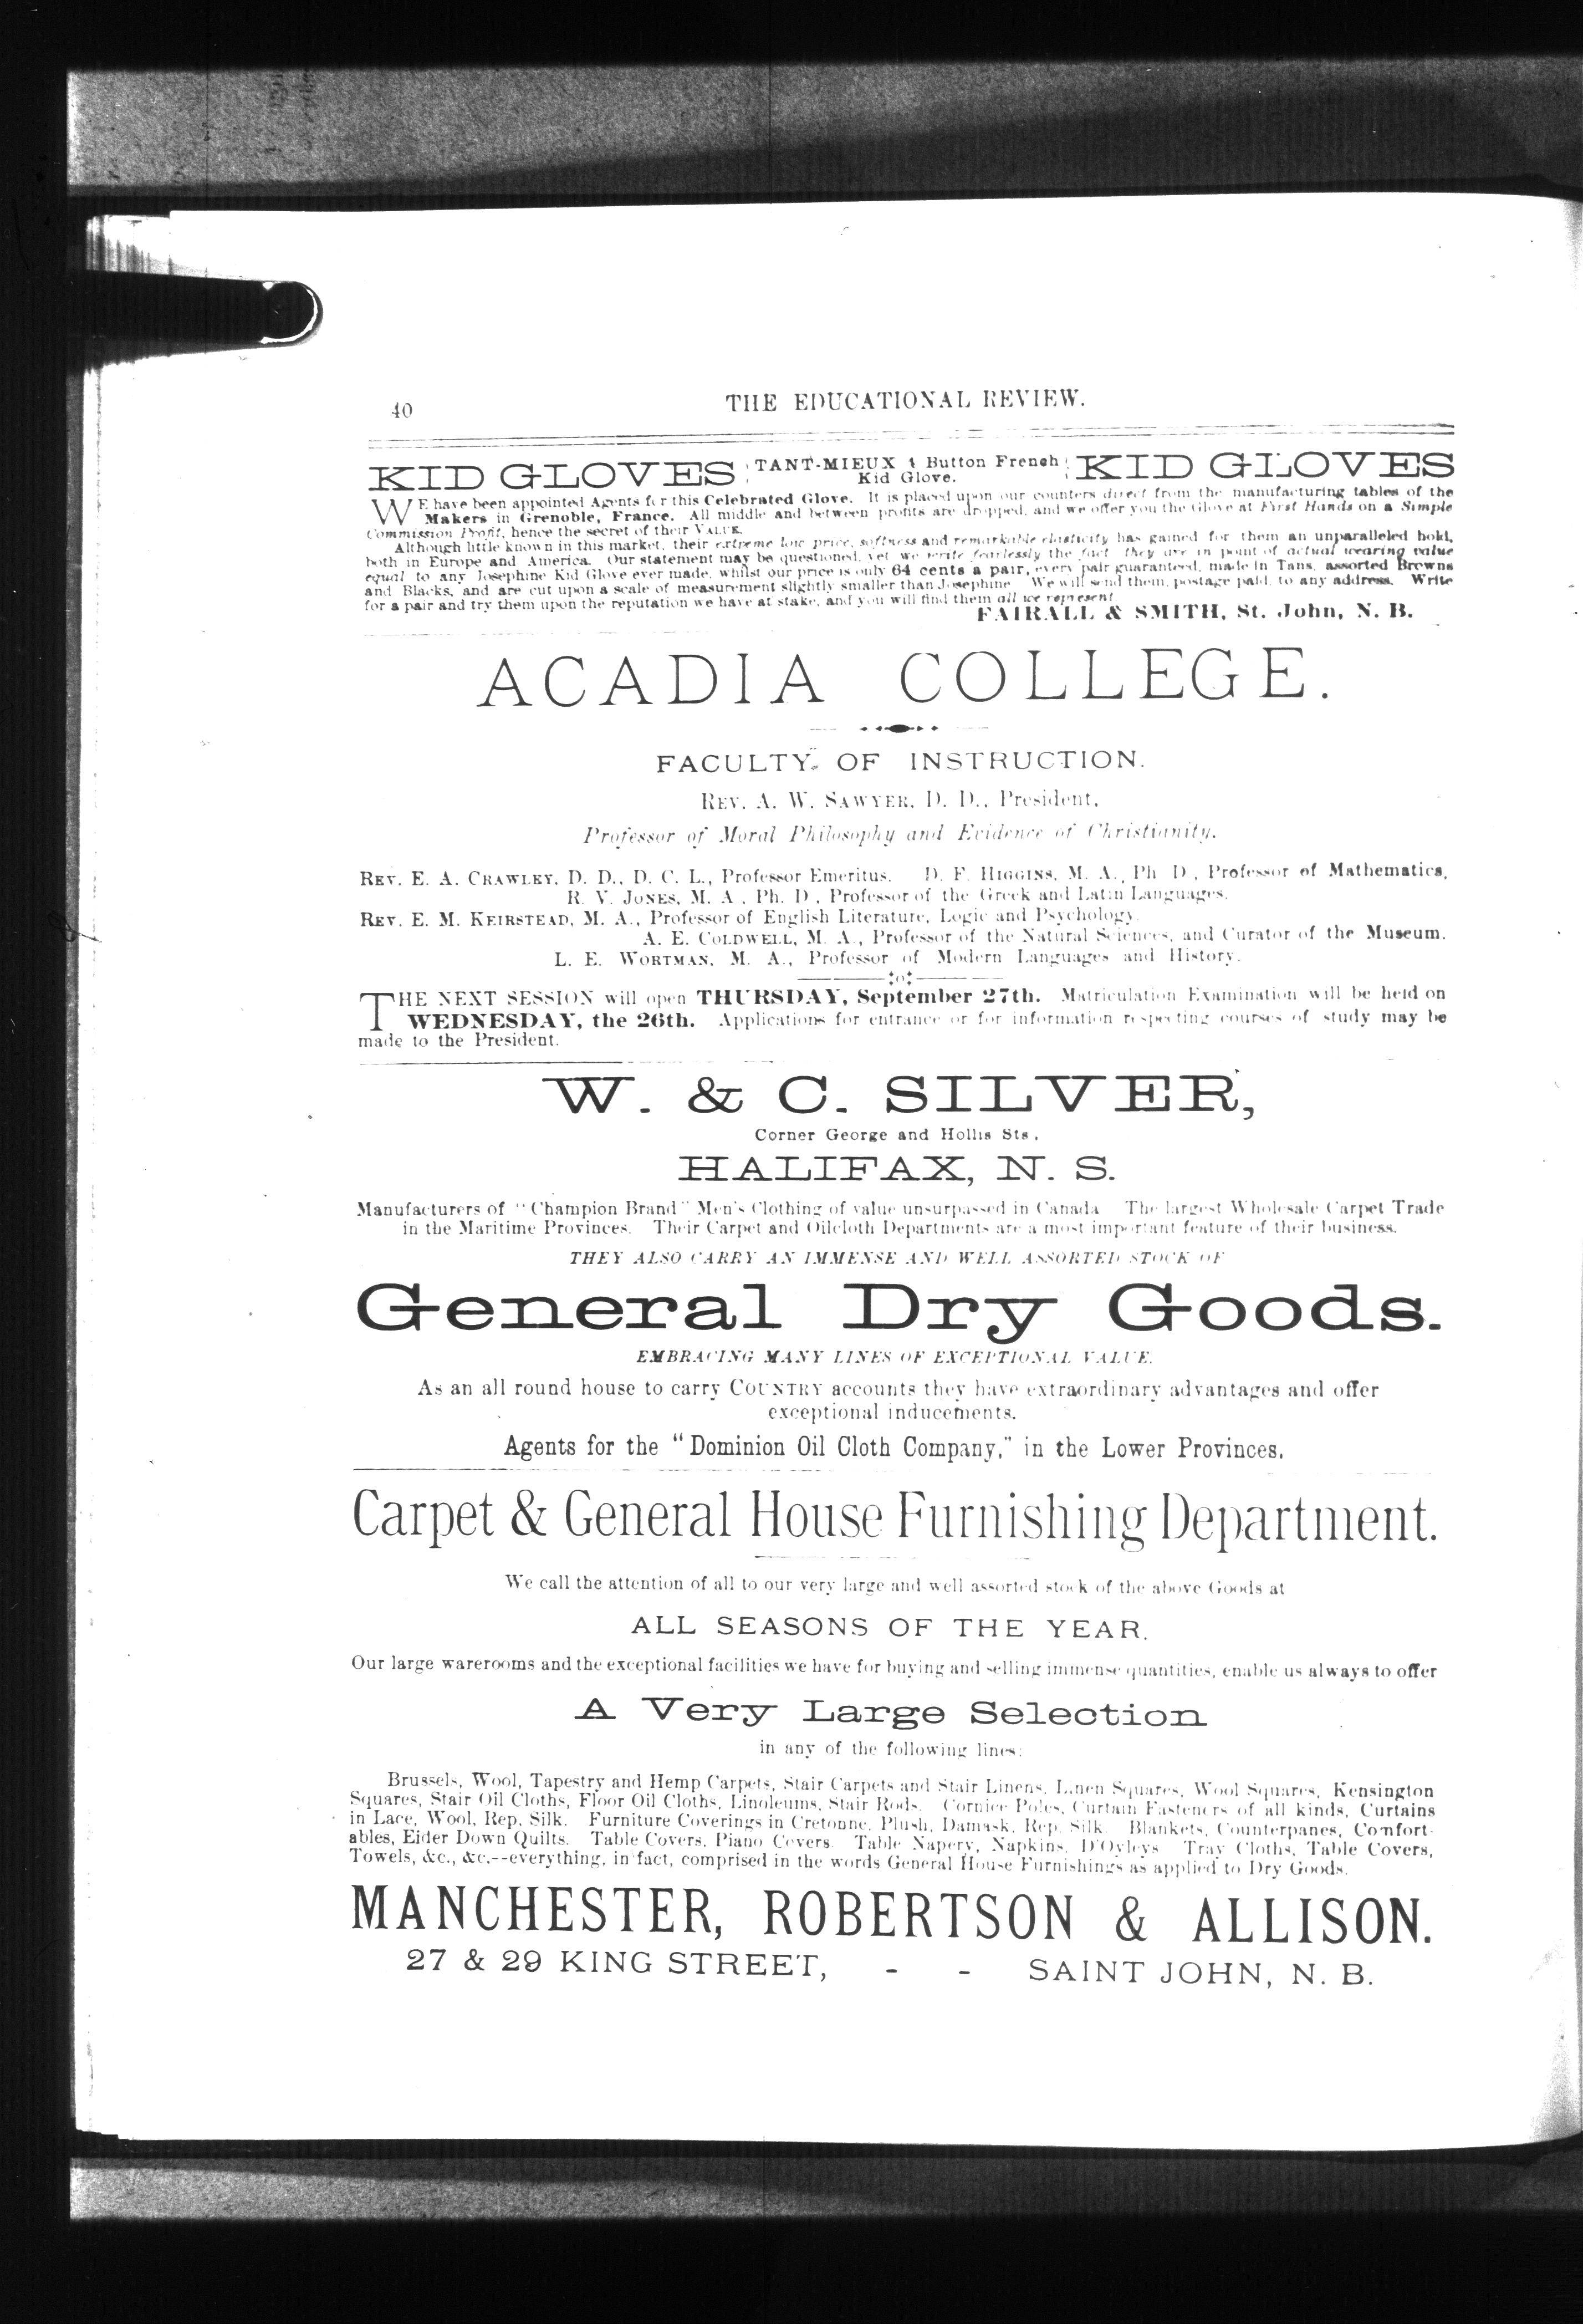 40
THE EDUCATIONAL REVIEW.
KID GLOVES TANT-MIEUX 4 Button French Kid Glove. KID GLOVES
WE have been appointed Agents for this Celebrated Glove. It is placed upon our counters direct from the manufacturing tables of the
Makers in Grenoble, France. All middle and between profits are dropped, and we offer you the Glove at First Hands on a Simple
Commission Profit, hence the secret of their VALUE.
Although little known in this market, their extreme low price, softness and remarkable elasticity has gained for them an unparalleled hold,
both in Europe and America. Our statement may be questioned, yet we write fearlessly the fact they are in point of actual wearing value
equal to any Josephine Kid Glove ever made, whilst our price is only 64 cents a pair, every pair guaranteed, made in Tans, assorted Browns
and Blacks, and are cut upon a scale of measurement slightly smaller than Josephine We will send them, postage paid, to any address. Write
for a pair and try them upon the reputation we have at stake, and you will find them all we represent
FAIRALL & SMITH, St. John, N. B.
ACADIA COLLEGE.
FACULTY OF INSTRUCTION.
REV. A. W. SAWYER, D. D., President,
Professor of Moral Philosophy and Evidence of Christianity.
REV. E. A. CRAWLEY, D. D., D. C. L., Professor Emeritus. D. F. HIGGINS, M. A., Ph. D., Professor of Mathematics,
R. V. JONES, M. A., Ph. D., Professor of the Greek and Latin Languages.
REV. E. M. KEIRSTEAD, M. A., Professor of English Literature, Logic and Psychology.
A. E. COLDWELL, M. A., Professor of the Natural Sciences, and Curator of the Museum.
L. E. WORTMAN, M. A., Professor of Modern Languages and History.
THE NEXT SESSION will open THURSDAY, September 27th. Matriculation Examination will be held on
WEDNESDAY, the 26th. Applications for entrance or for information respecting courses of study may be
made to the President.
W. & C. SILVER,
Corner George and Hollis Sts.,
HALIFAX, N. S.
Manufacturers of "Champion Brand" Men's Clothing of value unsurpassed in Canada The largest Wholesale Carpet Trade
in the Maritime Provinces. Their Carpet and Oilcloth Departments are a most important feature of their business.
THEY ALSO CARRY AN IMMENSE AND WELL ASSORTED STOCK OF
General Dry Goods.
EMBRACING MANY LINES OF EXCEPTIONAL VALUE.
As an all round house to carry COUNTRY accounts they have extraordinary advantages and offer
exceptional inducements.
Agents for the "Dominion Oil Cloth Company," in the Lower Provinces.
Carpet & General House Furnishing Department.
We call the attention of all to our very large and well assorted stock of the above Goods at
ALL SEASONS OF THE YEAR.
Our large warerooms and the exceptional facilities we have for buying and selling immense quantities, enable us always to offer
A Very Large Selection
in any of the following lines:
Brussels, Wool, Tapestry and Hemp Carpets, Stair Carpets and Stair Linens, Linen Squares, Wool Squares, Kensington
Squares, Stair Oil Cloths, Floor Oil Cloths, Linoleums, Stair Rods. Cornice Poles, Curtain Fasteners of all kinds, Curtains
in Lace, Wool, Rep, Silk. Furniture Coverings in Cretonne, Plush, Damask, Rep, Silk. Blankets, Counterpanes, Comfort-
ables, Eider Down Quilts. Table Covers, Piano Covers. Table Napery, Napkins, D'Oyleys Tray Cloths, Table Covers,
Towels, &c., &c.--everything, in fact, comprised in the words General House Furnishings as applied to Dry Goods.
MANCHESTER, ROBERTSON & ALLISON.
27 & 29 KING STREET, - - SAINT JOHN, N. B.